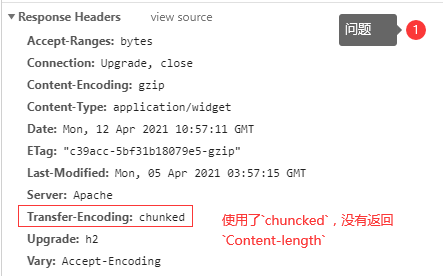 Response Headers view source
问题 1
Accept-Ranges: bytes
Connection: Upgrade, close
Content-Encoding: gzip
Content-Type: application/widget
Date: Mon, 12 Apr 2021 10:57:11 GMT
ETag: "c39acc-5bf31b18079e5-gzip"
Last-Modified: Mon, 05 Apr 2021 03:57:15 GMT
Server: Apache
Transfer-Encoding: chunked
使用了`chuncked`，没有返回
`Content-length`
Upgrade: h2
Vary: Accept-Encoding